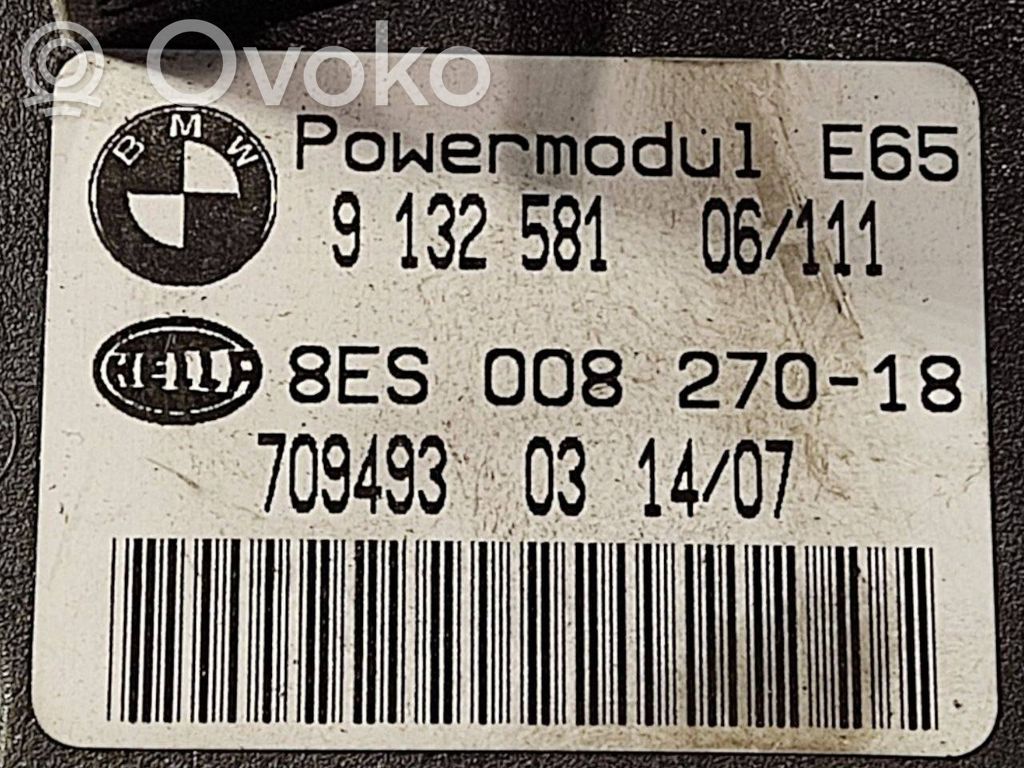 Ovoko
BMW
Powermodul E65
9 132 581 06/111
HELLA
8ES 008 270-18
709493 03 14/07